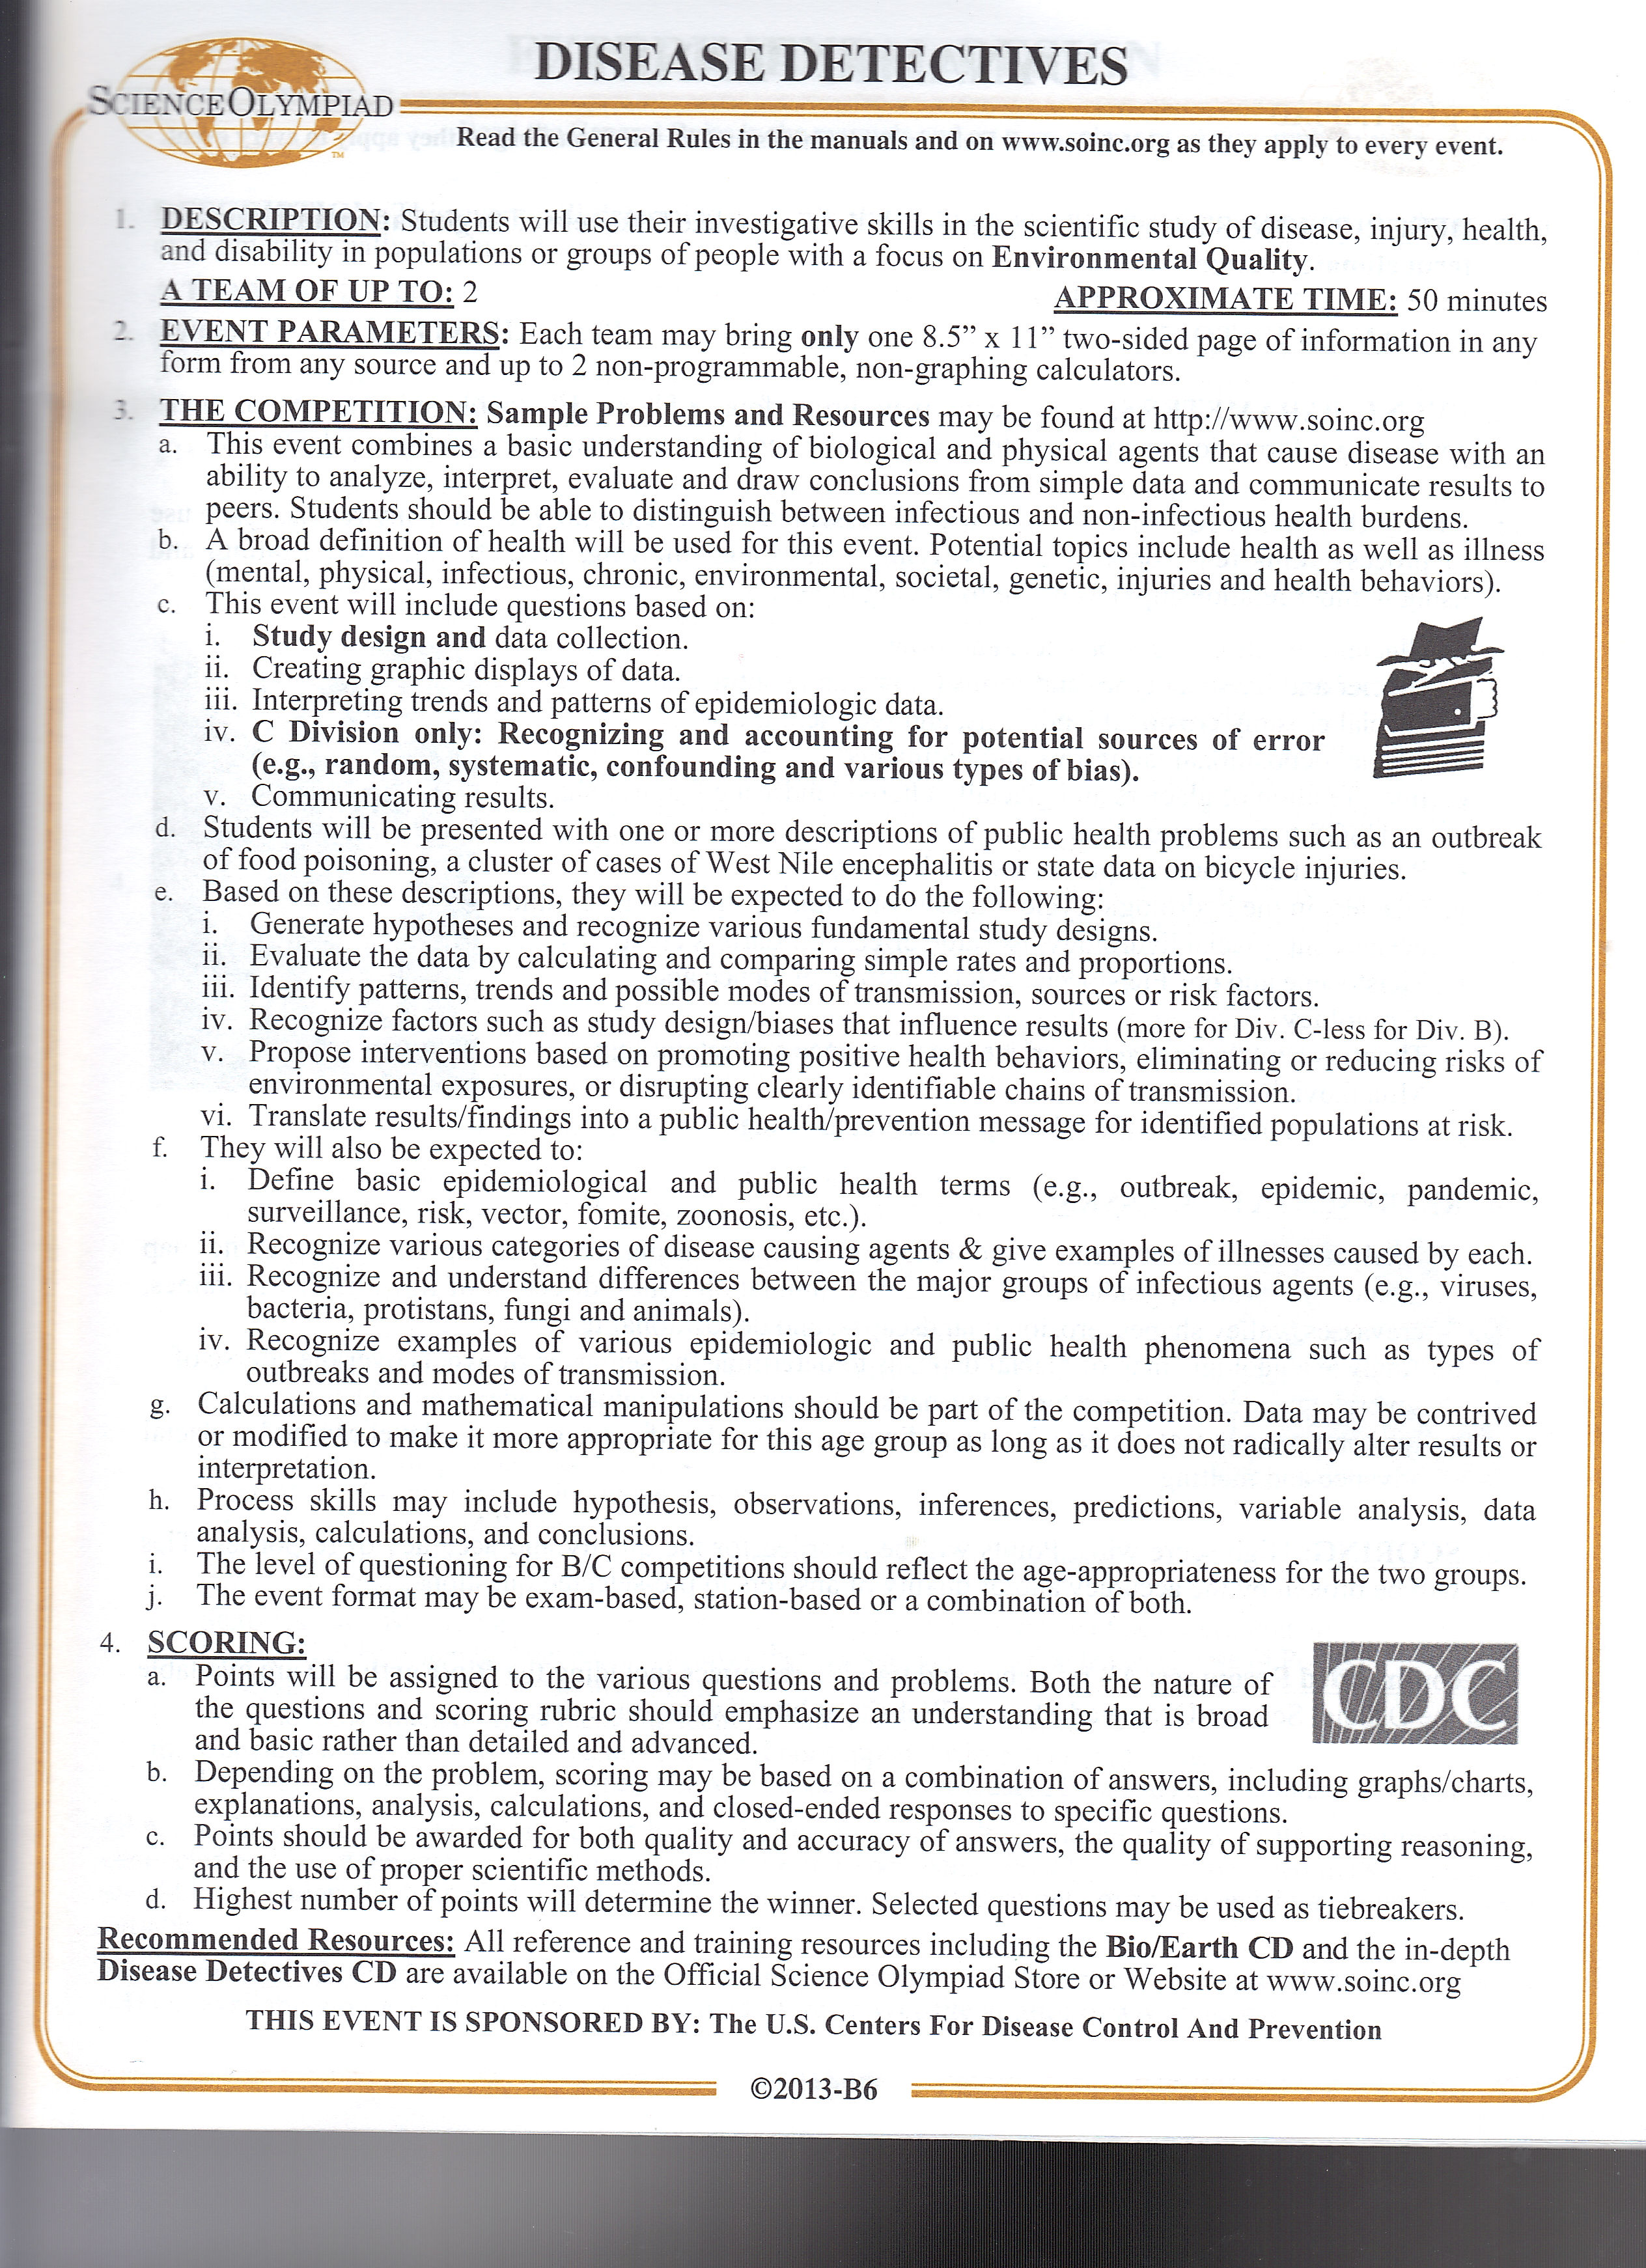 DISEASE DETECTIVES
SCIENCE OLYMPIAD
TM
Read the General Rules in the manuals and on www.soinc.org as they apply to every event.
1. DESCRIPTION: Students will use their investigative skills in the scientific study of disease, injury, health,
and disability in populations or groups of people with a focus on Environmental Quality.
A TEAM OF UP TO: 2 APPROXIMATE TIME: 50 minutes
2. EVENT PARAMETERS: Each team may bring only one 8.5” x 11” two-sided page of information in any
form from any source and up to 2 non-programmable, non-graphing calculators.
3. THE COMPETITION: Sample Problems and Resources may be found at http://www.soinc.org
a. This event combines a basic understanding of biological and physical agents that cause disease with an
ability to analyze, interpret, evaluate and draw conclusions from simple data and communicate results to
peers. Students should be able to distinguish between infectious and non-infectious health burdens.
b. A broad definition of health will be used for this event. Potential topics include health as well as illness
(mental, physical, infectious, chronic, environmental, societal, genetic, injuries and health behaviors).
c. This event will include questions based on:
i. Study design and data collection.
ii. Creating graphic displays of data.
iii. Interpreting trends and patterns of epidemiologic data.
iv. C Division only: Recognizing and accounting for potential sources of error
(e.g., random, systematic, confounding and various types of bias).
v. Communicating results.
d. Students will be presented with one or more descriptions of public health problems such as an outbreak
of food poisoning, a cluster of cases of West Nile encephalitis or state data on bicycle injuries.
e. Based on these descriptions, they will be expected to do the following:
i. Generate hypotheses and recognize various fundamental study designs.
ii. Evaluate the data by calculating and comparing simple rates and proportions.
iii. Identify patterns, trends and possible modes of transmission, sources or risk factors.
iv. Recognize factors such as study design/biases that influence results (more for Div. C-less for Div. B).
v. Propose interventions based on promoting positive health behaviors, eliminating or reducing risks of
environmental exposures, or disrupting clearly identifiable chains of transmission.
vi. Translate results/findings into a public health/prevention message for identified populations at risk.
f. They will also be expected to:
i. Define basic epidemiological and public health terms (e.g., outbreak, epidemic, pandemic,
surveillance, risk, vector, fomite, zoonosis, etc.).
ii. Recognize various categories of disease causing agents & give examples of illnesses caused by each.
iii. Recognize and understand differences between the major groups of infectious agents (e.g., viruses,
bacteria, protistans, fungi and animals).
iv. Recognize examples of various epidemiologic and public health phenomena such as types of
outbreaks and modes of transmission.
g. Calculations and mathematical manipulations should be part of the competition. Data may be contrived
or modified to make it more appropriate for this age group as long as it does not radically alter results or
interpretation.
h. Process skills may include hypothesis, observations, inferences, predictions, variable analysis, data
analysis, calculations, and conclusions.
i. The level of questioning for B/C competitions should reflect the age-appropriateness for the two groups.
j. The event format may be exam-based, station-based or a combination of both.
4. SCORING:
a. Points will be assigned to the various questions and problems. Both the nature of
the questions and scoring rubric should emphasize an understanding that is broad
and basic rather than detailed and advanced.
CDC
b. Depending on the problem, scoring may be based on a combination of answers, including graphs/charts,
explanations, analysis, calculations, and closed-ended responses to specific questions.
c. Points should be awarded for both quality and accuracy of answers, the quality of supporting reasoning,
and the use of proper scientific methods.
d. Highest number of points will determine the winner. Selected questions may be used as tiebreakers.
Recommended Resources: All reference and training resources including the Bio/Earth CD and the in-depth
Disease Detectives CD are available on the Official Science Olympiad Store or Website at www.soinc.org
THIS EVENT IS SPONSORED BY: The U.S. Centers For Disease Control And Prevention
©2013-B6